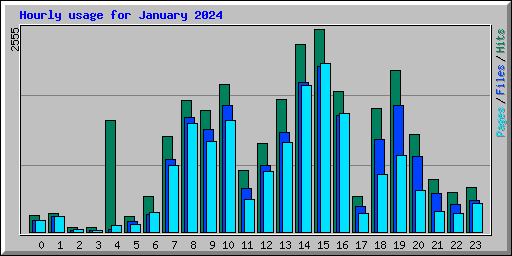 Hourly usage for January 2024
2555
Pages/Files/Hits
0 1 2 3 4 5 6 7 8 9 10 11 12 13 14 15 16 17 18 19 20 21 22 23